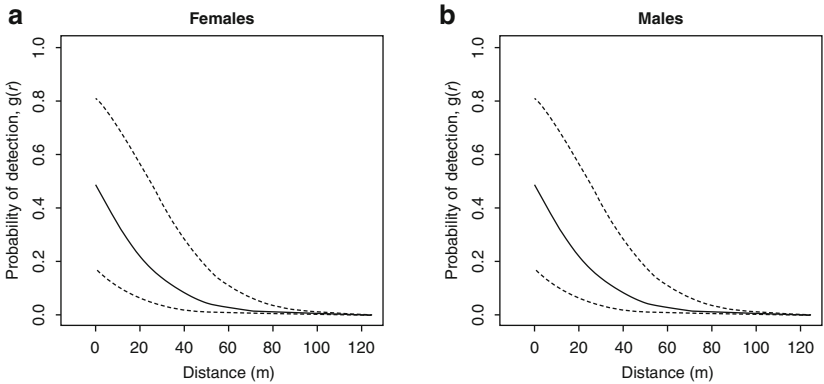 a
Females
Probability of detection, g(r)
1.0
0.8
0.6
0.4
0.2
0.0
0 20 40 60 80 100 120
Distance (m)
b
Males
Probability of detection, g(r)
1.0
0.8
0.6
0.4
0.2
0.0
0 20 40 60 80 100 120
Distance (m)